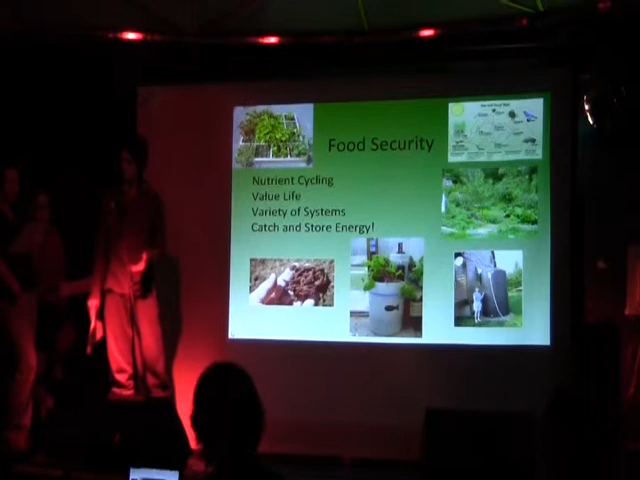 Food Security
Nutrient Cycling
Value Life
Variety of Systems
Catch and Store Energy!